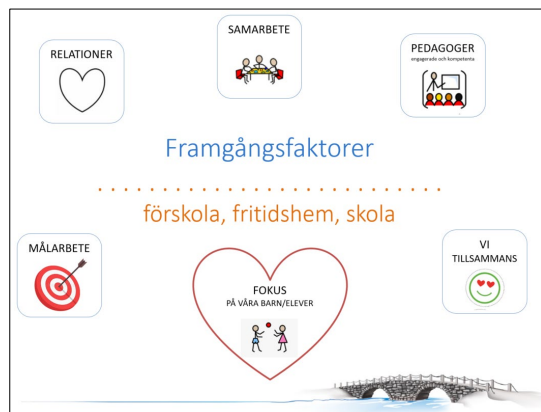 RELATIONER
SAMARBETE
PEDAGOGER
engagerade och kompetenta
Framgångsfaktorer
förskola, fritidshem, skola
MÅLARBETE
FOKUS
PÅ VÅRA BARN/ELEVER
VI
TILLSAMMANS